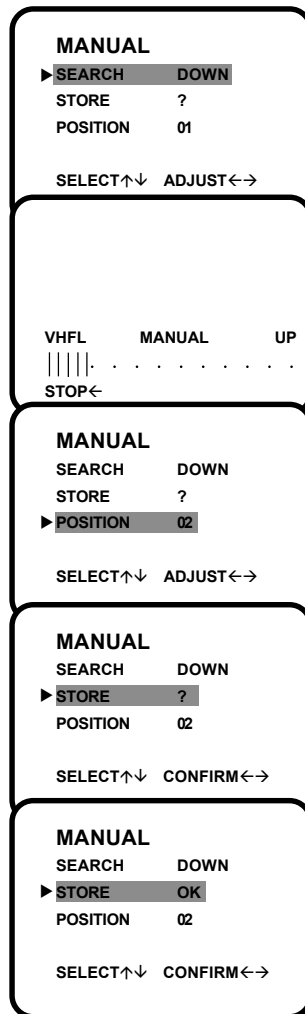 MANUAL
▶ SEARCH DOWN
STORE ?
POSITION 01
SELECT↑↓ ADJUST←→
VHFL MANUAL UP
|||||. . . . . . . . . .
STOP←
MANUAL
SEARCH DOWN
STORE ?
▶ POSITION 02
SELECT↑↓ ADJUST←→
MANUAL
SEARCH DOWN
▶ STORE ?
POSITION 02
SELECT↑↓ CONFIRM←→
MANUAL
SEARCH DOWN
▶ STORE OK
POSITION 02
SELECT↑↓ CONFIRM←→